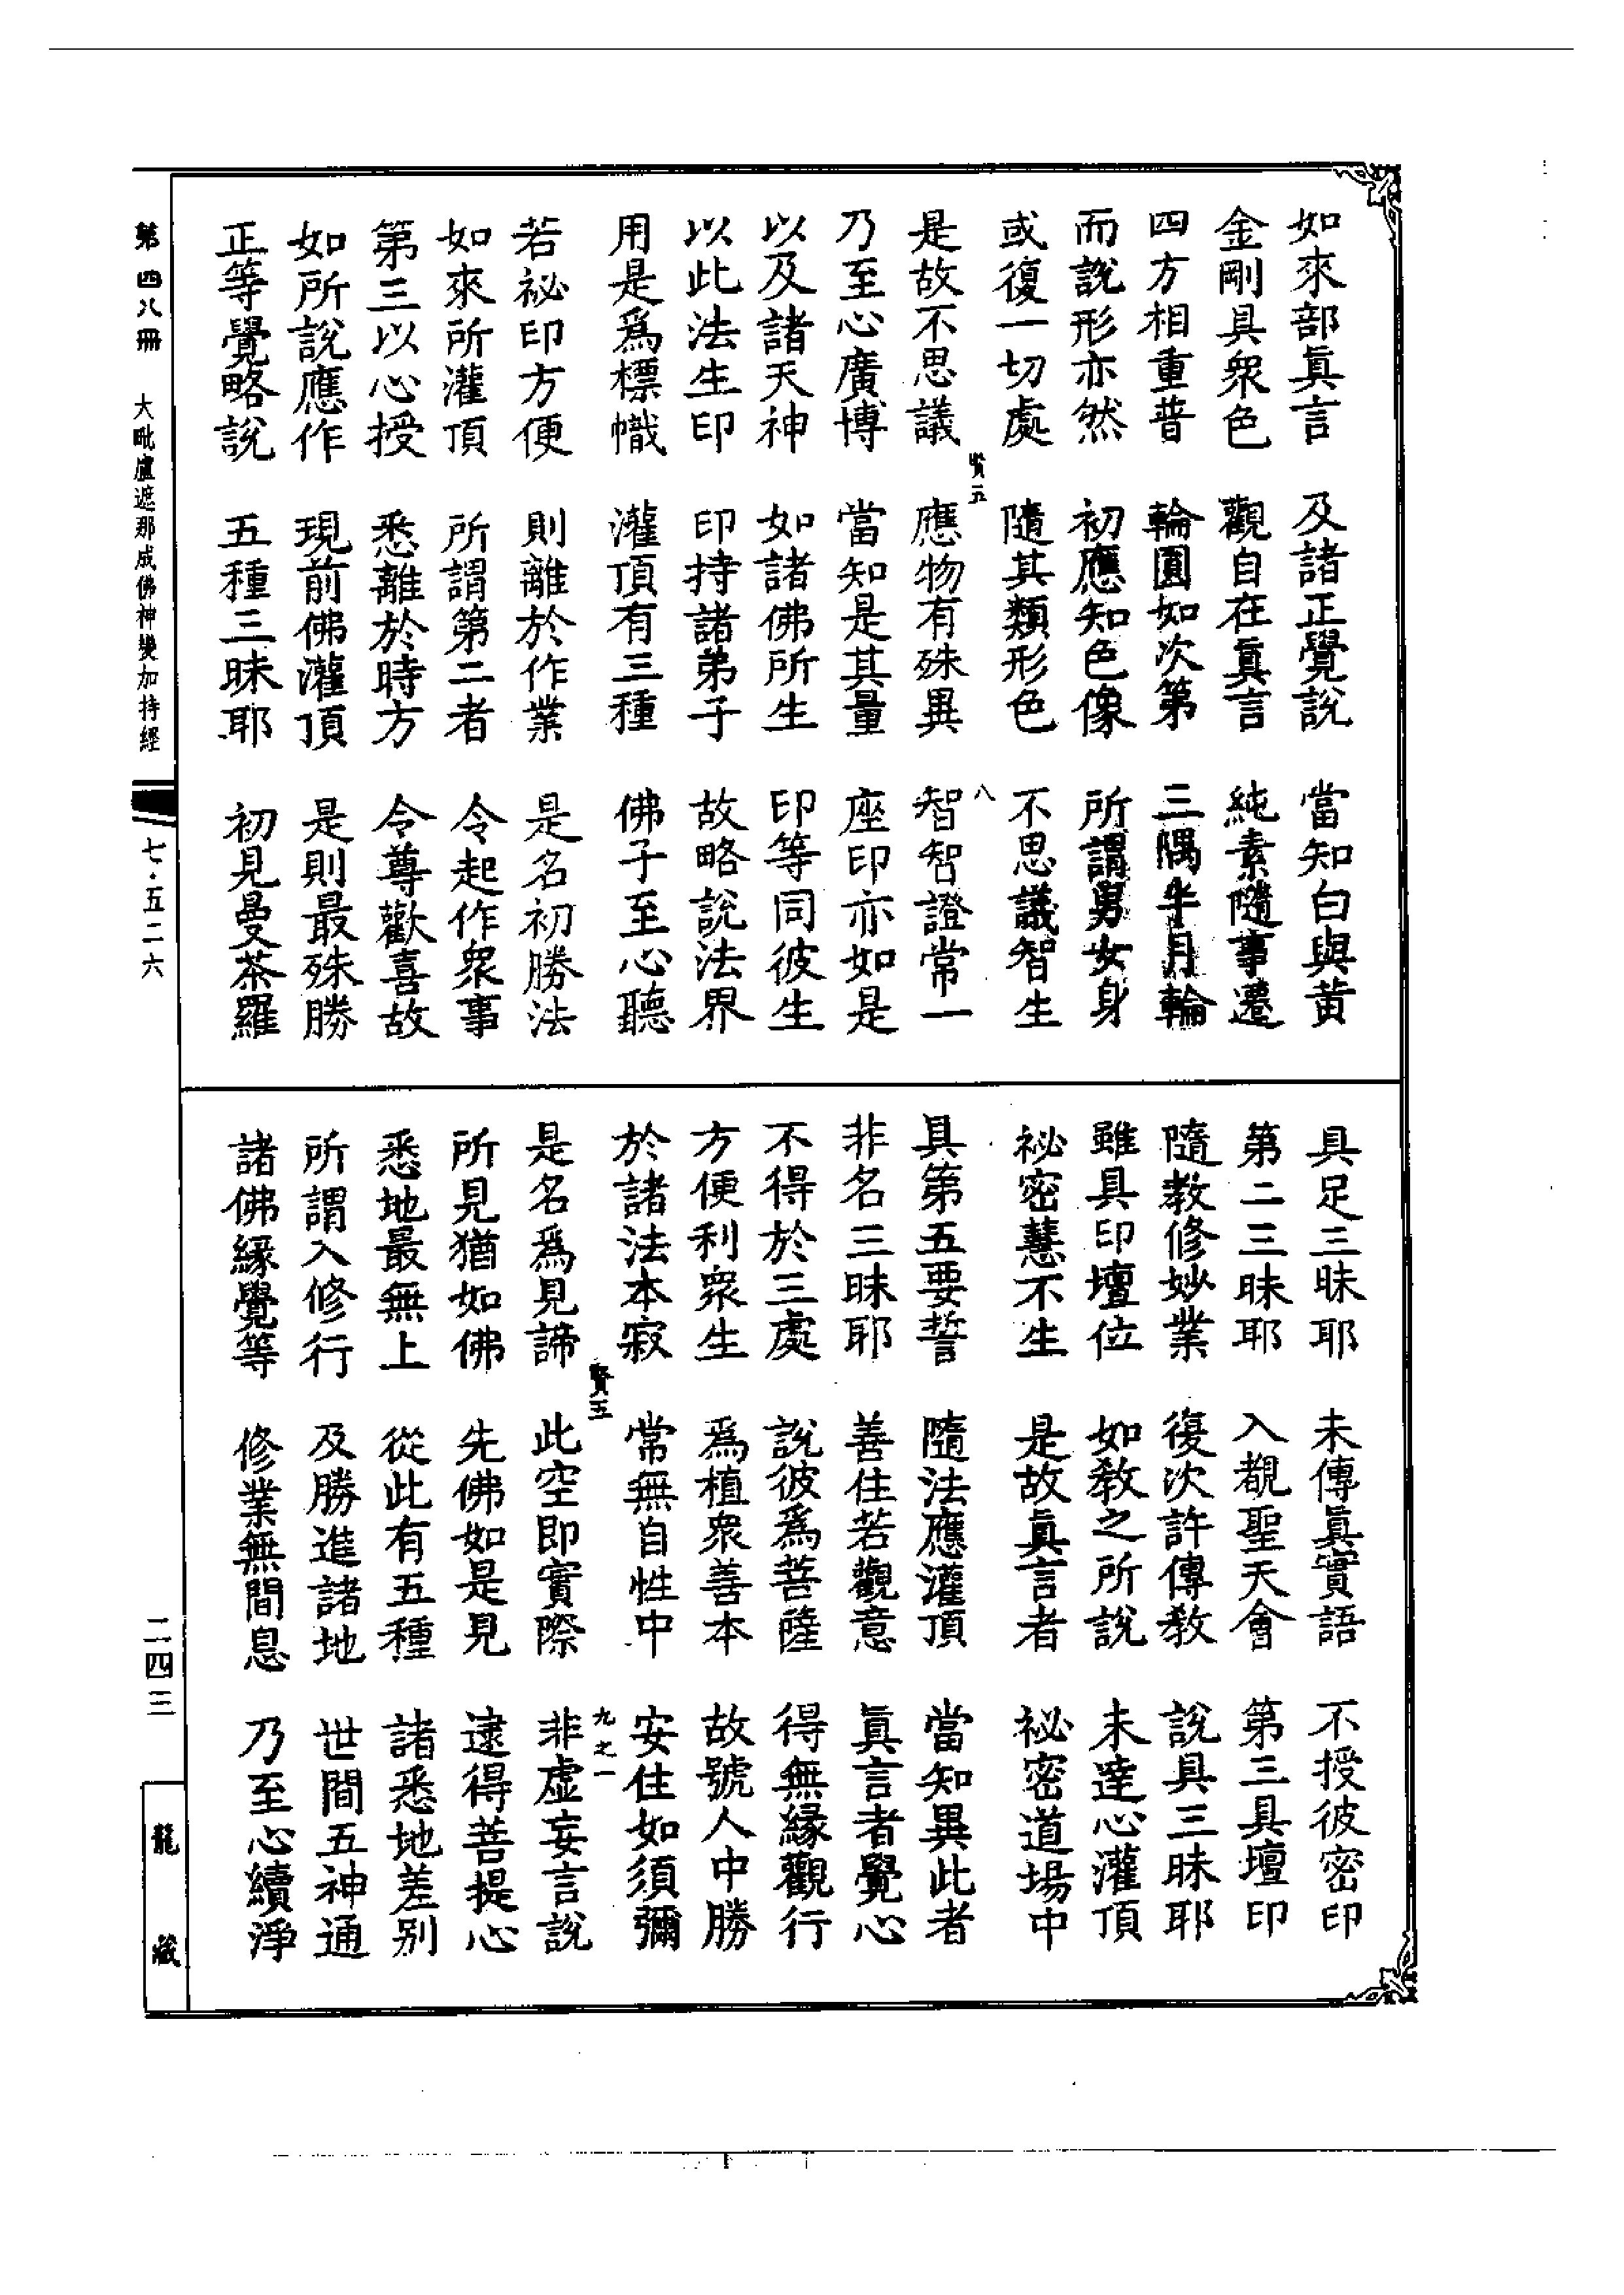 如來部眞言　及諸正覺說　當知白與黃
金剛具衆色　觀自在眞言　純素隨事遷
四方相重普　輪圓如次第　三隅半月輪
而說形亦然　初應知色像　所謂男女身
或復一切處　隨其類形色　不思議智生
賢五　八
是故不思議　應物有殊異　智智證常一
乃至心廣博　當知是其量　座印亦如是
以及諸天神　如諸佛所生　印等同彼生
以此法生印　印持諸弟子　故略說法界
用是爲標幟　灌頂有三種　佛子至心聽
若祕印方便　則離於作業　是名初勝法
如來所灌頂　所謂第二者　令起作衆事
第三以心授　悉離於時方　令尊歡喜故
如所說應作　現前佛灌頂　是則最殊勝
正等覺略說　五種三昧耶　初見曼茶羅
具足三昧耶　未傳眞實語　不授彼密印
第二三昧耶　入覩聖天會　第三具壇印
隨教修妙業　復次許傳教　說具三昧耶
雖具印壇位　如教之所說　未達心灌頂
祕密慧不生　是故眞言者　祕密道場中
具第五要誓　隨法應灌頂　當知異此者
非名三昧耶　善住若觀意　眞言者覺心
不得於三處　說彼爲菩薩　得無緣觀行
方便利衆生　爲植衆善本　故號人中勝
於諸法本寂　常無自性中　安住如須彌
賢五　九之一
是名爲見諦　此空即實際　非虛妄言說
所見猶如佛　先佛如是見　逮得菩提心
悉地最無上　從此有五種　諸悉地差別
所謂入修行　及勝進諸地　世間五神通
諸佛緣覺等　修業無間息　乃至心續淨
第四八冊　大毗盧遮那成佛神變加持經　七·五二六　二四三　龍藏